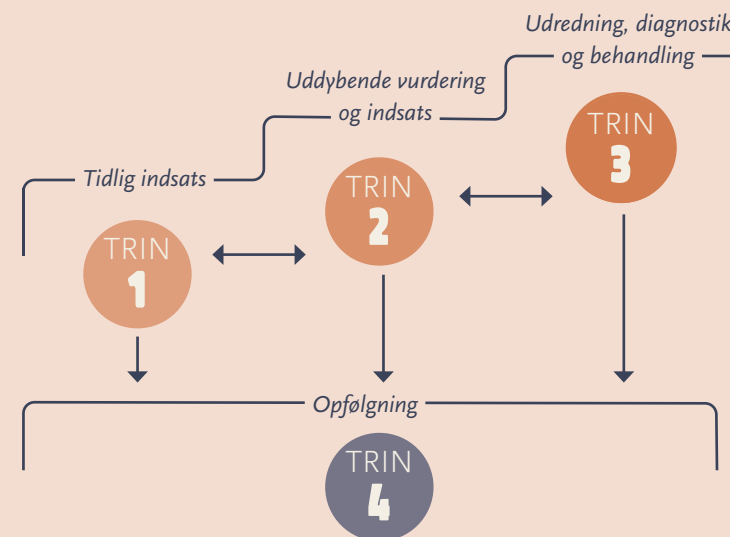 Udredning, diagnostik
og behandling
TRIN
3
Uddybende vurdering
og indsats
TRIN
2
Tidlig indsats
TRIN
1
Opfølgning
TRIN
4